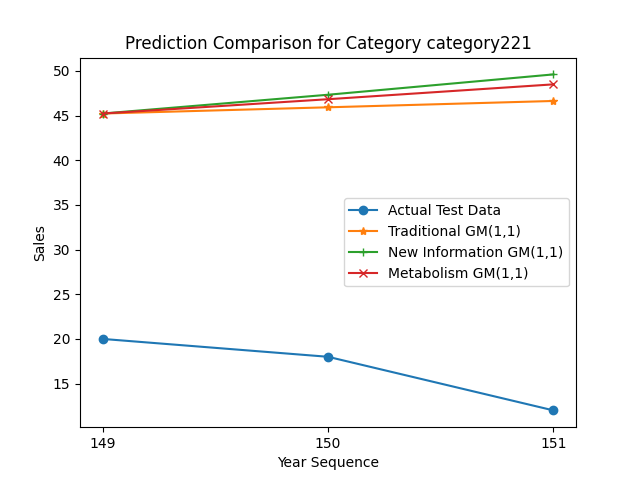 Prediction Comparison for Category category221
Sales
50
45
40
35
30
25
20
15
Actual Test Data
Traditional GM(1,1)
New Information GM(1,1)
Metabolism GM(1,1)
149
150
151
Year Sequence